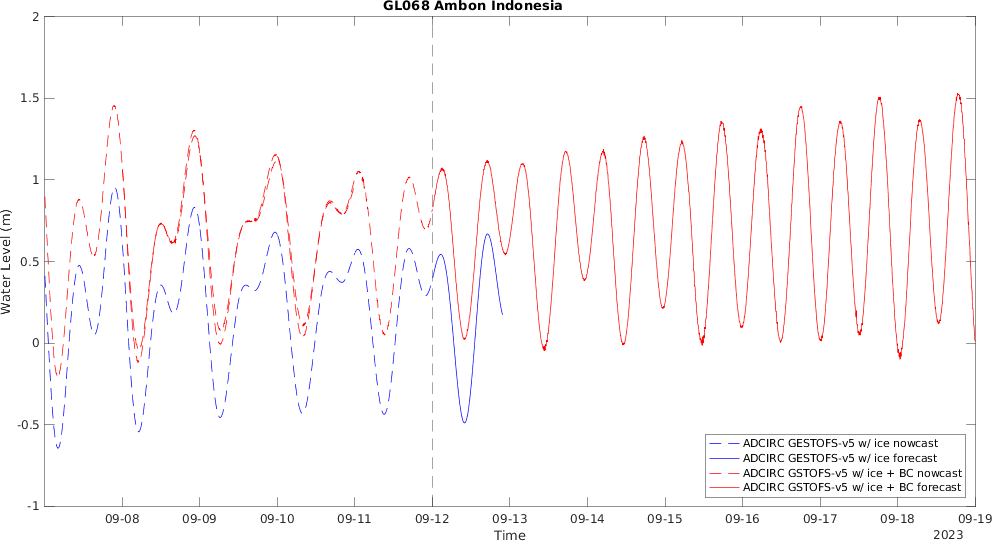 GL068 Ambon Indonesia
2
1.5
1
0.5
0
-0.5
-1
Water Level (m)
ADCIRC GESTOFS-v5 w/ ice nowcast
ADCIRC GESTOFS-v5 w/ ice forecast
ADCIRC GSTOFS-v5 w/ ice + BC nowcast
ADCIRC GSTOFS-v5 w/ ice + BC forecast
09-08 09-09 09-10 09-11 09-12 09-13 09-14 09-15 09-16 09-17 09-18 09-19
Time
2023